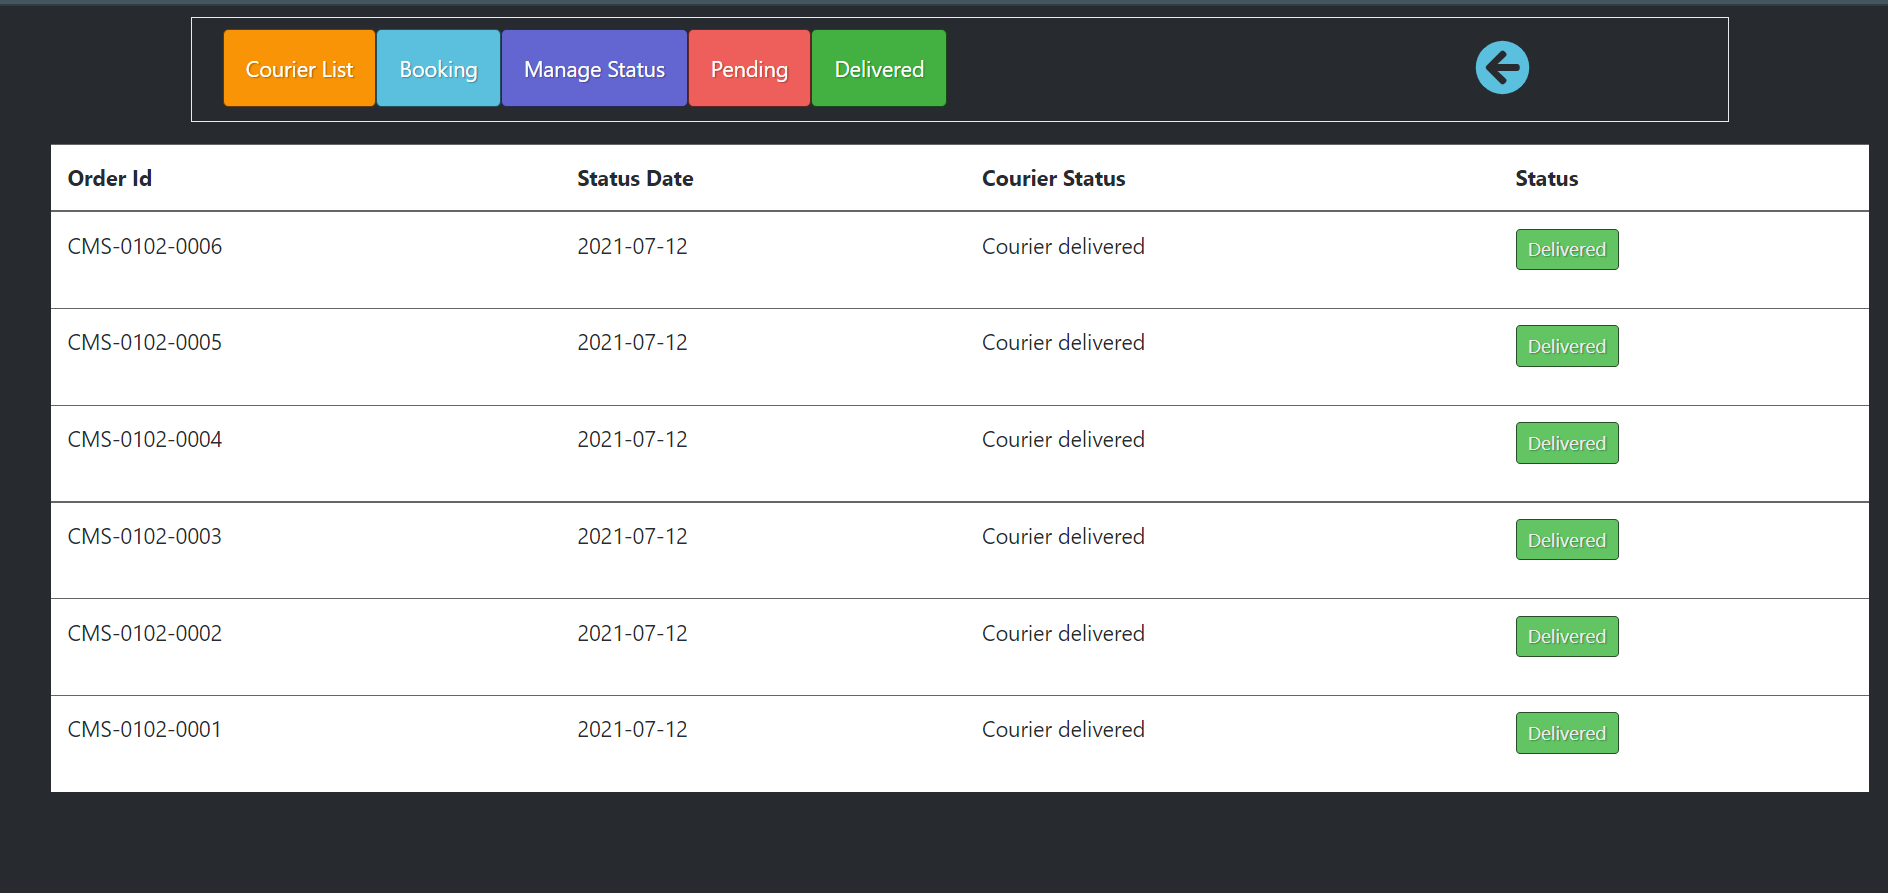 Courier List Booking Manage Status Pending Delivered
Order Id Status Date Courier Status Status
CMS-0102-0006 2021-07-12 Courier delivered Delivered
CMS-0102-0005 2021-07-12 Courier delivered Delivered
CMS-0102-0004 2021-07-12 Courier delivered Delivered
CMS-0102-0003 2021-07-12 Courier delivered Delivered
CMS-0102-0002 2021-07-12 Courier delivered Delivered
CMS-0102-0001 2021-07-12 Courier delivered Delivered